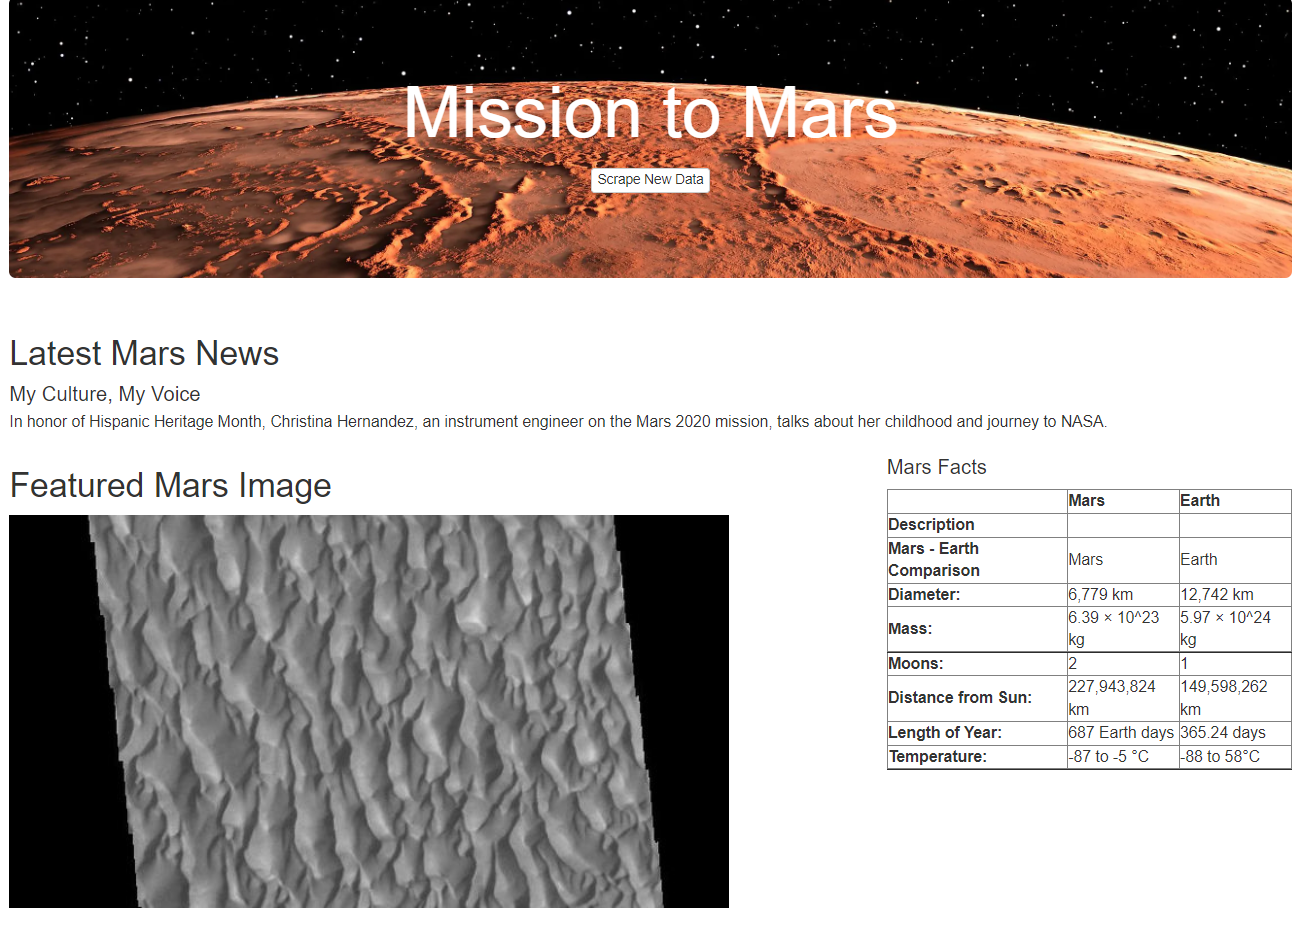 Mission to Mars
Scrape New Data
Latest Mars News
My Culture, My Voice
In honor of Hispanic Heritage Month, Christina Hernandez, an instrument engineer on the Mars 2020 mission, talks about her childhood and journey to NASA.
Featured Mars Image
Mars Facts
Mars Earth
Description
Mars - Earth
Comparison Mars Earth
Diameter: 6,779 km 12,742 km
Mass: 6.39 × 10^23
kg 5.97 × 10^24
kg
Moons: 2 1
Distance from Sun: 227,943,824
km 149,598,262
km
Length of Year: 687 Earth days 365.24 days
Temperature: -87 to -5 °C -88 to 58°C